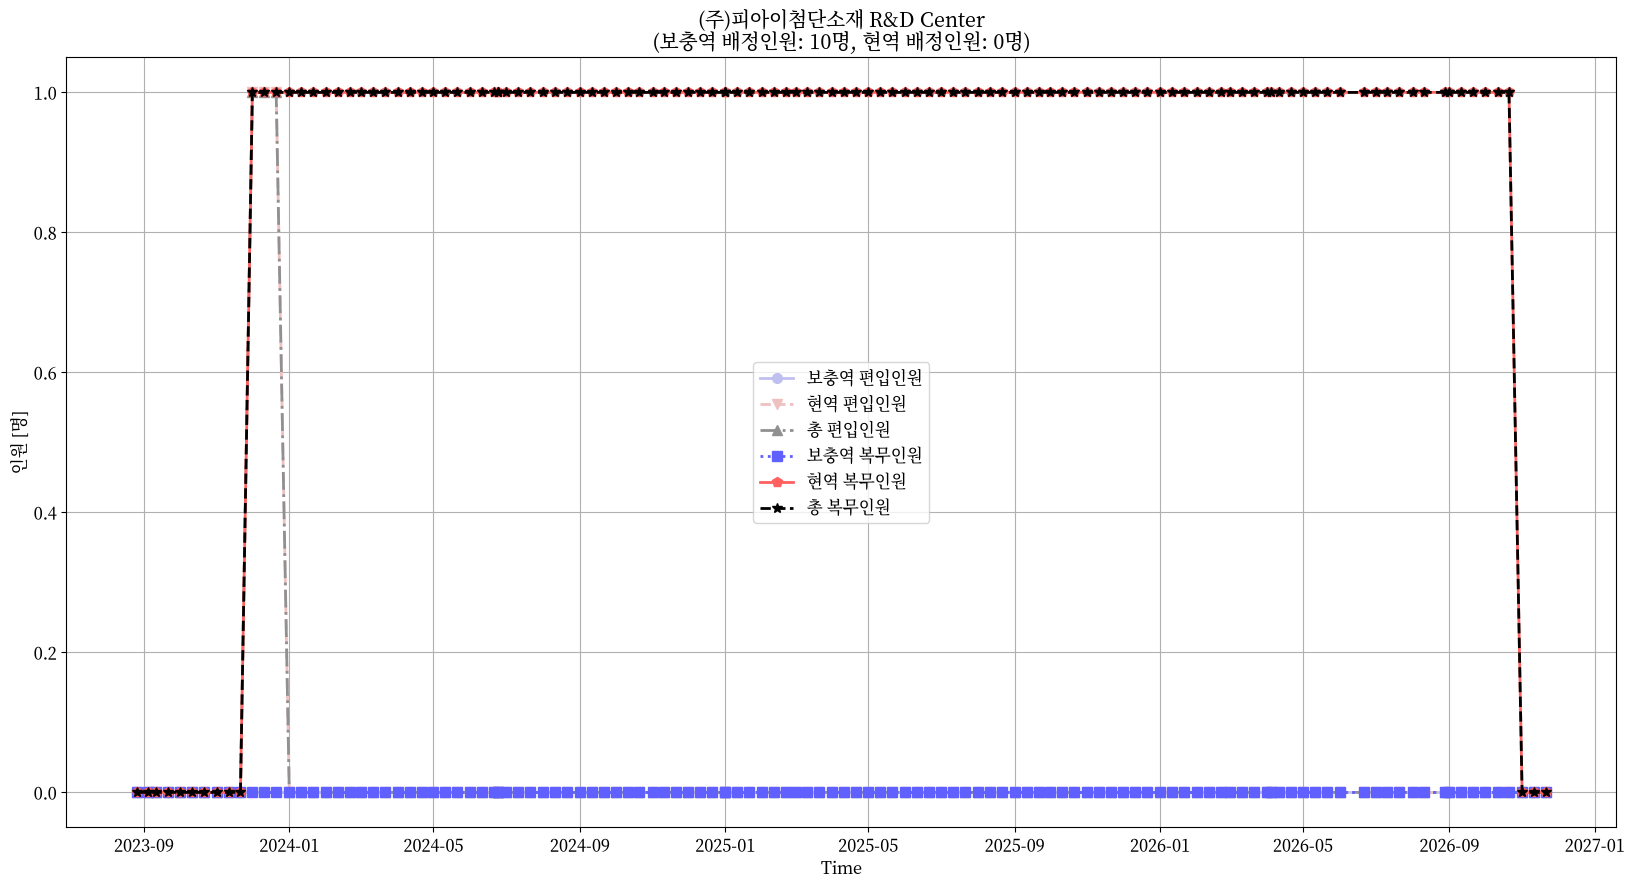 (주)피아이첨단소재 R&D Center
(보충역 배정인원: 10명, 현역 배정인원: 0명)
인원 [명]
1.0
0.8
0.6
0.4
0.2
0.0
보충역 편입인원
현역 편입인원
총 편입인원
보충역 복무인원
현역 복무인원
총 복무인원
2023-09 2024-01 2024-05 2024-09 2025-01 2025-05 2025-09 2026-01 2026-05 2026-09 2027-01
Time